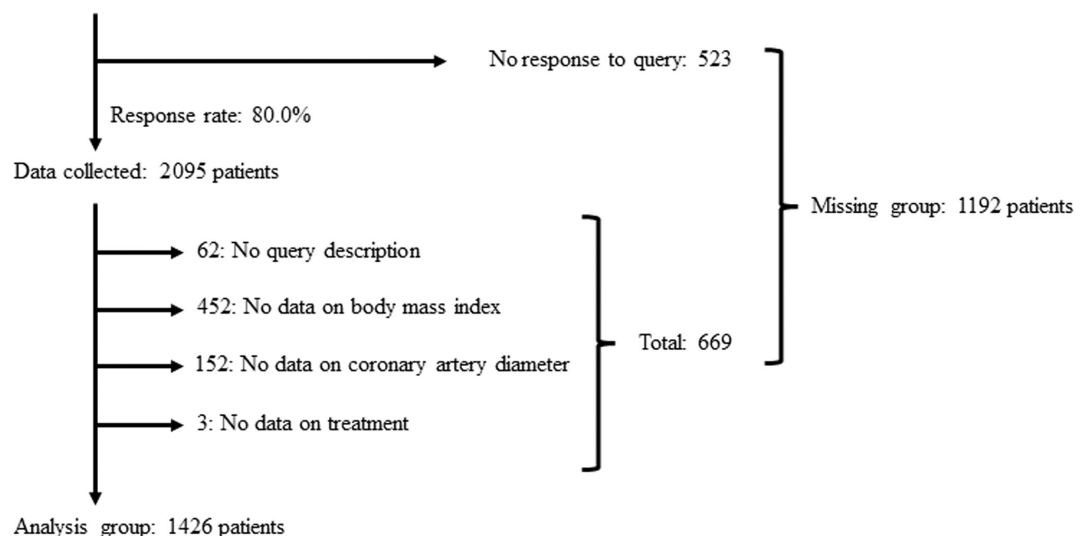 No response to query: 523
Response rate: 80.0%
Data collected: 2095 patients
Missing group: 1192 patients
62: No query description
452: No data on body mass index
Total: 669
152: No data on coronary artery diameter
3: No data on treatment
Analysis group: 1426 patients